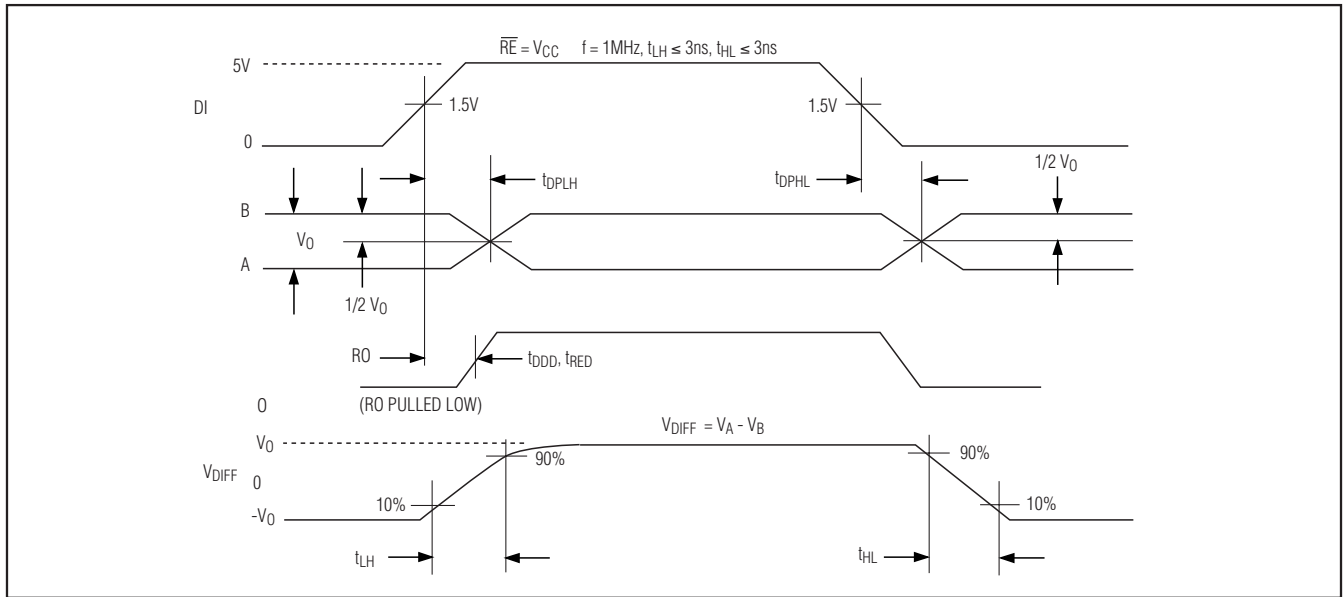 RE = VCC f = 1MHz, tLH ≤ 3ns, tHL ≤ 3ns
5V
DI
1.5V
1.5V
0
1/2 VO
tDPLH
tDPHL
B
VO
A
1/2 VO
RO
tDDD, tRED
(RO PULLED LOW)
O
VDIFF = VA - VB
VO
90%
90%
VDIFF
0
10%
10%
-VO
tLH
tHL